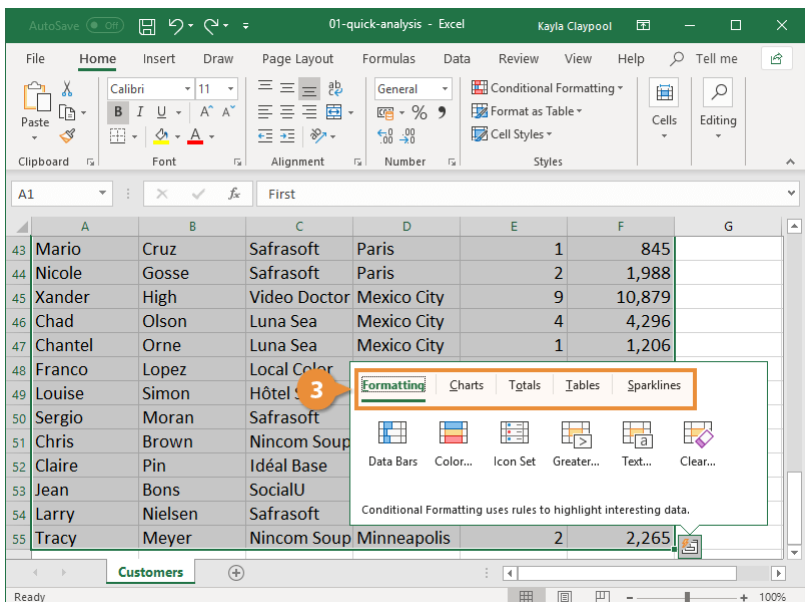 AutoSave Off 01-quick-analysis - Excel Kayla Claypool
File Home Insert Draw Page Layout Formulas Data Review View Help Tell me
Calibri 11 ab General Conditional Formatting
Paste B I U A A % 9 Format as Table Cells Editing
A .00 .00 Cell Styles
Clipboard Font Alignment Number Styles
A1 fx First
A B C D E F G
43 Mario Cruz Safrasoft Paris 1 845
44 Nicole Gosse Safrasoft Paris 2 1,988
45 Xander High Video Doctor Mexico City 9 10,879
46 Chad Olson Luna Sea Mexico City 4 4,296
47 Chantel Orne Luna Sea Mexico City 1 1,206
48 Franco Lopez Local Color
49 Louise Simon Hôtel
50 Sergio Moran Safrasoft
51 Chris Brown Nincom Soup
52 Claire Pin Idéal Base
53 Jean Bons SocialU
54 Larry Nielsen Safrasoft
55 Tracy Meyer Nincom Soup Minneapolis 2 2,265
3 Formatting Charts Totals Tables Sparklines
Data Bars Color... Icon Set Greater... Text... Clear...
Conditional Formatting uses rules to highlight interesting data.
Customers
Ready 100%